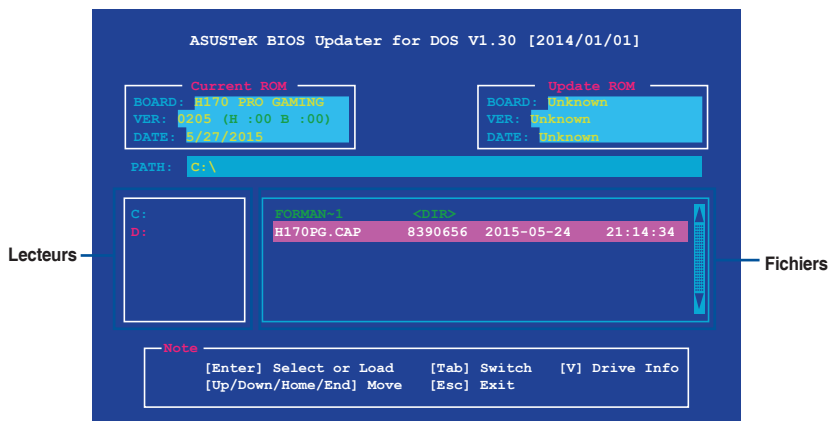 ASUSTeK BIOS Updater for DOS V1.30 [2014/01/01]
Current ROM
BOARD: H170 PRO GAMING
VER: 0205 (H :00 B :00)
DATE: 5/27/2015
Update ROM
BOARD: Unknown
VER: Unknown
DATE: Unknown
PATH: C:\
Lecteurs
C:
D:
FORMAN~1 <DIR>
H170PG.CAP 8390656 2015-05-24 21:14:34
Fichiers
Note
[Enter] Select or Load [Tab] Switch [V] Drive Info
[Up/Down/Home/End] Move [Esc] Exit